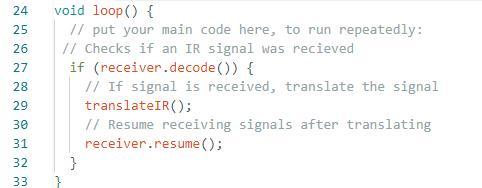 24 void loop() {
25 // put your main code here, to run repeatedly:
26 // Checks if an IR signal was recieved
27 if (receiver.decode()) {
28 // If signal is received, translate the signal
29 translateIR();
30 // Resume receiving signals after translating
31 receiver.resume();
32 }
33 }